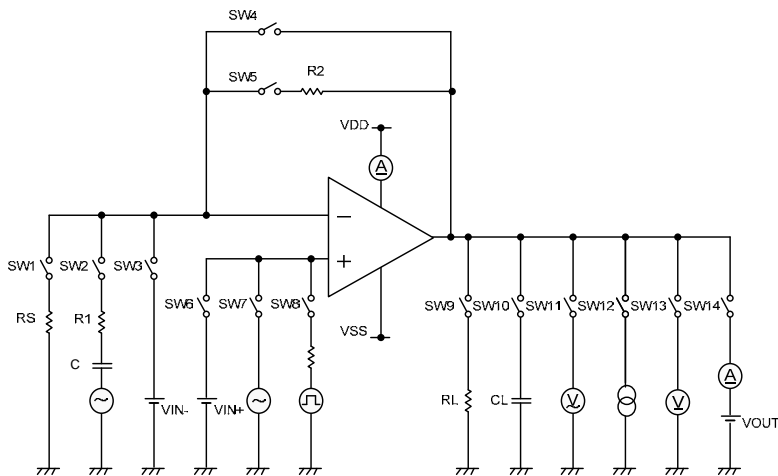 SW4
SW5
R2
VDD
A
SW1
SW2
SW3
−
+
SW6
SW7
SW8
SW9
SW10
SW11
SW12
SW13
SW14
RS
R1
VSS
C
A
VIN-
VIN+
RL
CL
V
V
VOUT